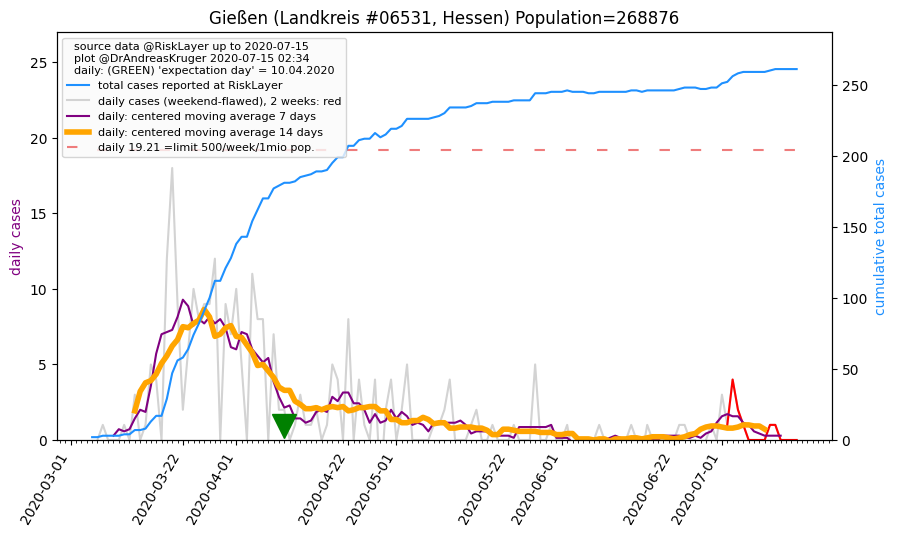 Gießen (Landkreis #06531, Hessen) Population=268876
source data @RiskLayer up to 2020-07-15
plot @DrAndreasKruger 2020-07-15 02:34
daily: (GREEN) 'expectation day' = 10.04.2020
total cases reported at RiskLayer
daily cases (weekend-flawed), 2 weeks: red
daily: centered moving average 7 days
daily: centered moving average 14 days
daily 19.21 =limit 500/week/1mio pop.
daily cases
25
20
15
10
5
0
cumulative total cases
250
200
150
100
50
0
2020-03-01
2020-03-22
2020-04-01
2020-04-22
2020-05-01
2020-05-22
2020-06-01
2020-06-22
2020-07-01